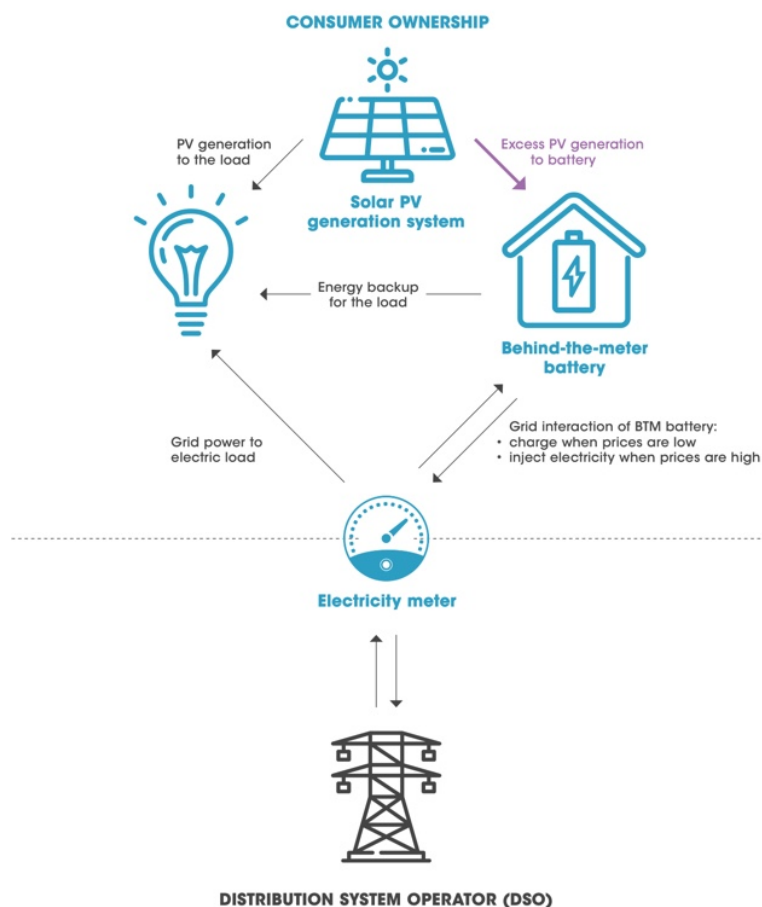 CONSUMER OWNERSHIP
PV generation
to the load
Excess PV generation
to battery
Solar PV
generation system
Energy backup
for the load
Behind-the-meter
battery
Grid power to
electric load
Grid interaction of BTM battery:
• charge when prices are low
• inject electricity when prices are high
Electricity meter
DISTRIBUTION SYSTEM OPERATOR (DSO)